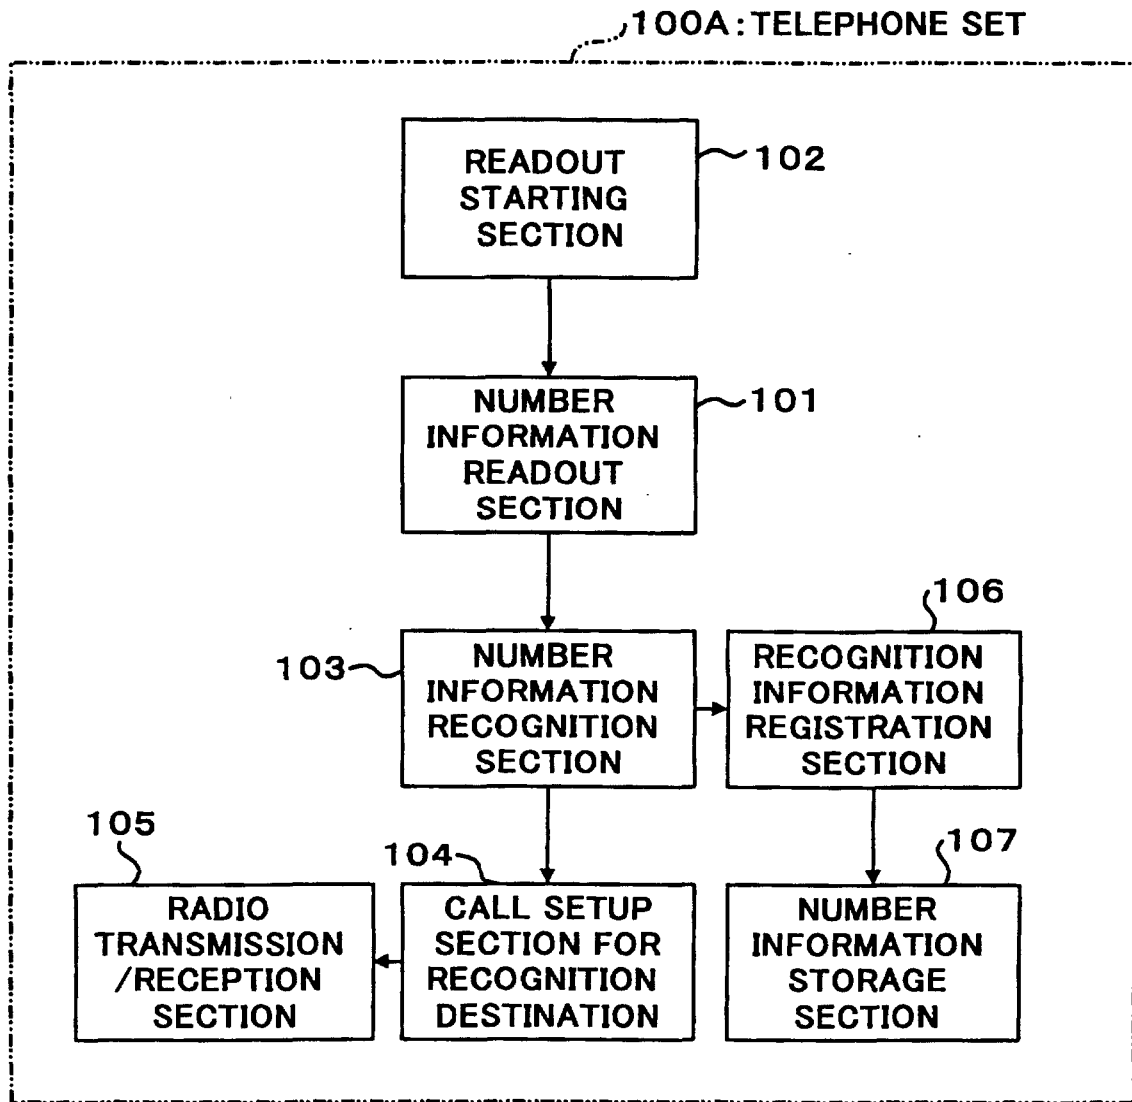 100A:TELEPHONE SET
READOUT
STARTING
SECTION
102
NUMBER
INFORMATION
READOUT
SECTION
101
103
NUMBER
INFORMATION
RECOGNITION
SECTION
106
RECOGNITION
INFORMATION
REGISTRATION
SECTION
105
RADIO
TRANSMISSION
/RECEPTION
SECTION
104
CALL SETUP
SECTION FOR
RECOGNITION
DESTINATION
107
NUMBER
INFORMATION
STORAGE
SECTION